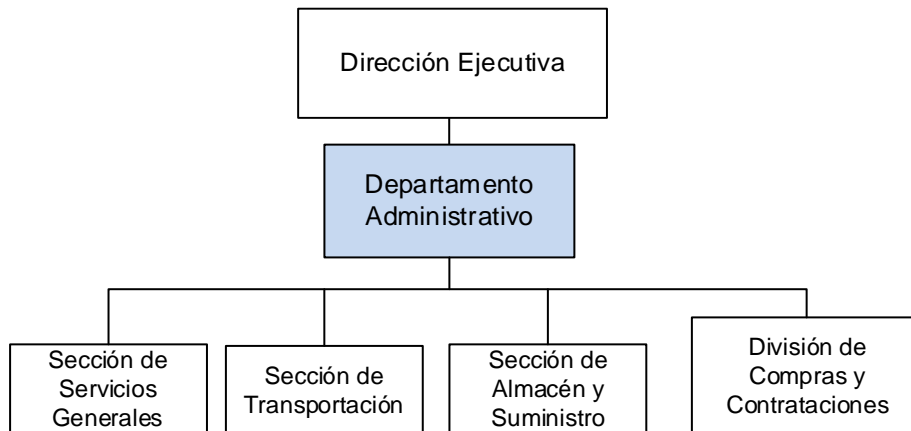 Dirección Ejecutiva
Departamento
Administrativo
Sección de
Servicios
Generales
Sección de
Transportación
Sección de
Almacén y
Suministro
División de
Compras y
Contrataciones